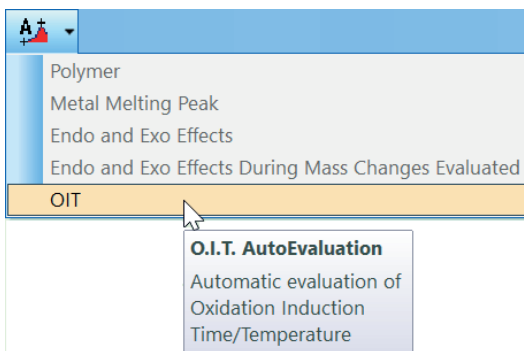 Polymer
Metal Melting Peak
Endo and Exo Effects
Endo and Exo Effects During Mass Changes Evaluated
OIT
O.I.T. AutoEvaluation
Automatic evaluation of
Oxidation Induction
Time/Temperature